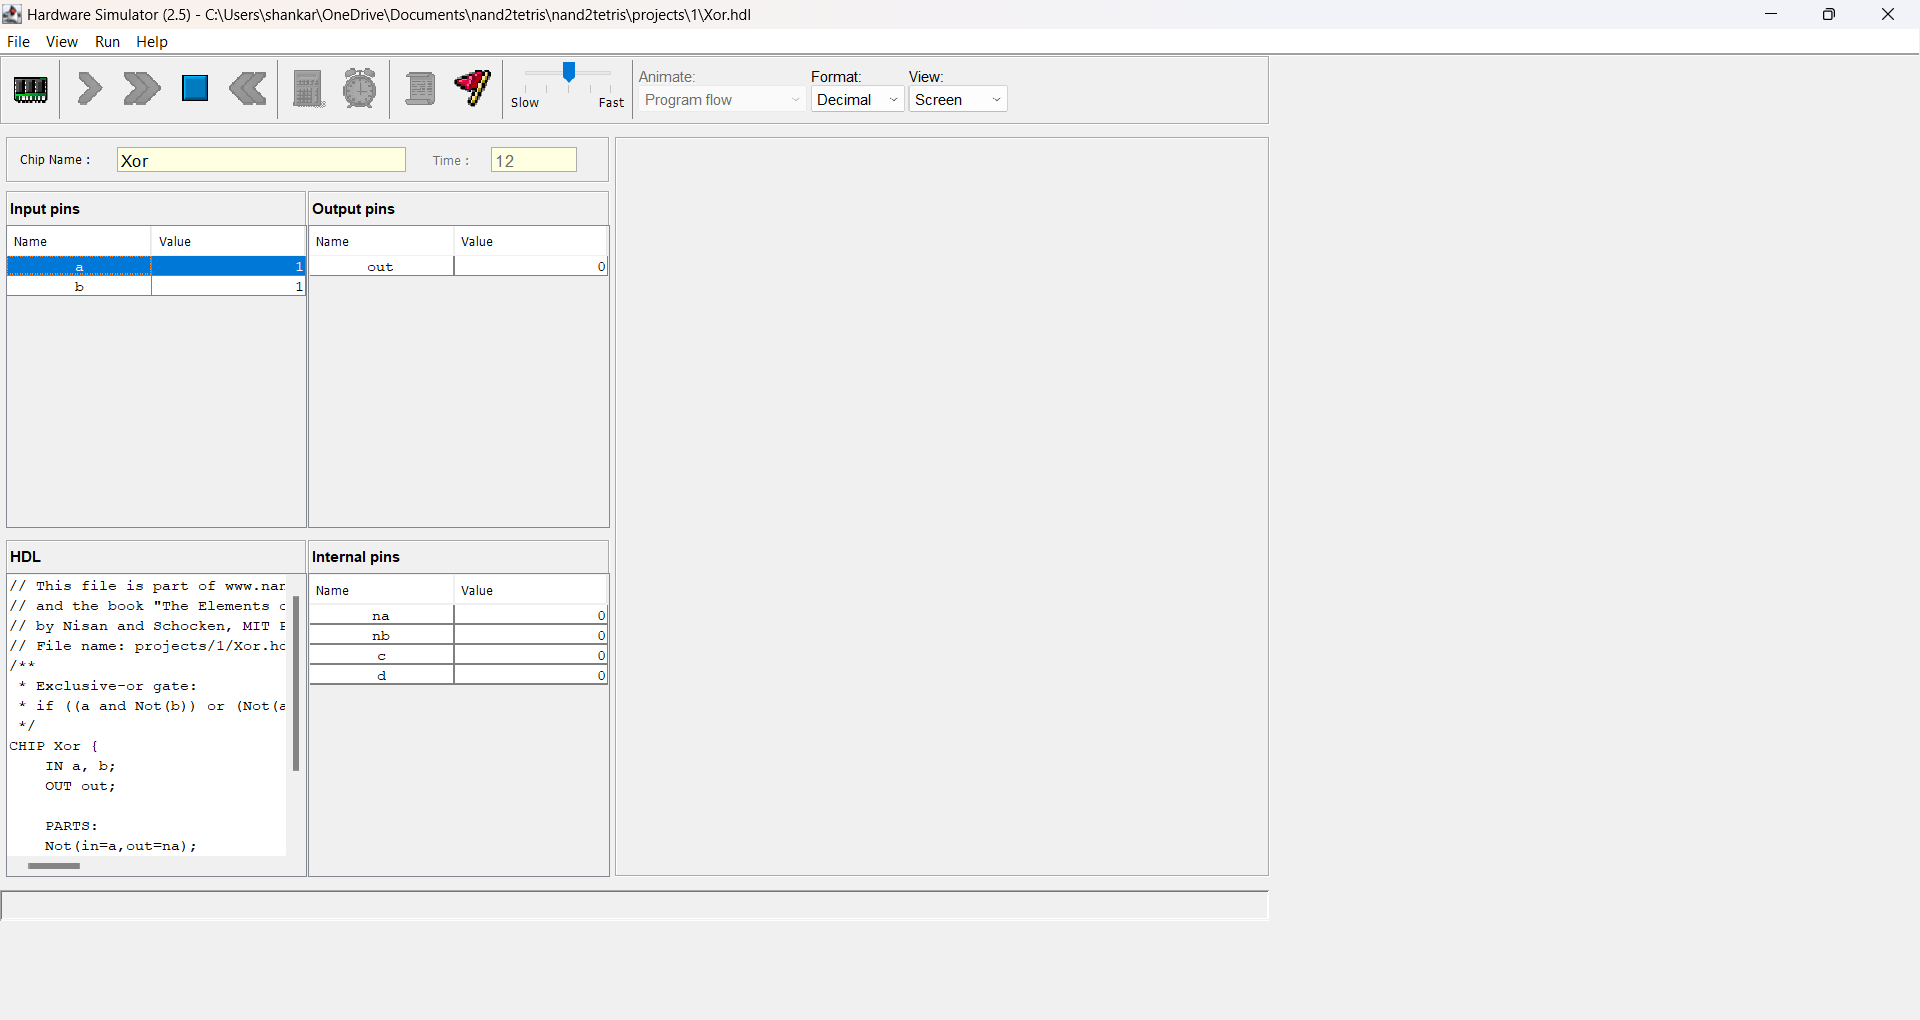 Hardware Simulator (2.5) - C:\Users\shankar\OneDrive\Documents\nand2tetris\nand2tetris\projects\1\Xor.hdl
File View Run Help
Slow Fast
Animate: Format: View:
Program flow Decimal Screen
Chip Name : Xor Time : 12
Input pins
Name Value
a 1
b 1
Output pins
Name Value
out 0
HDL
// This file is part of www.nan
// and the book "The Elements o
// by Nisan and Schocken, MIT P
// File name: projects/1/Xor.hd
/**
* Exclusive-or gate:
* if ((a and Not(b)) or (Not(a
*/
CHIP Xor {
IN a, b;
OUT out;
PARTS:
Not(in=a,out=na);
Internal pins
Name Value
na 0
nb 0
c 0
d 0